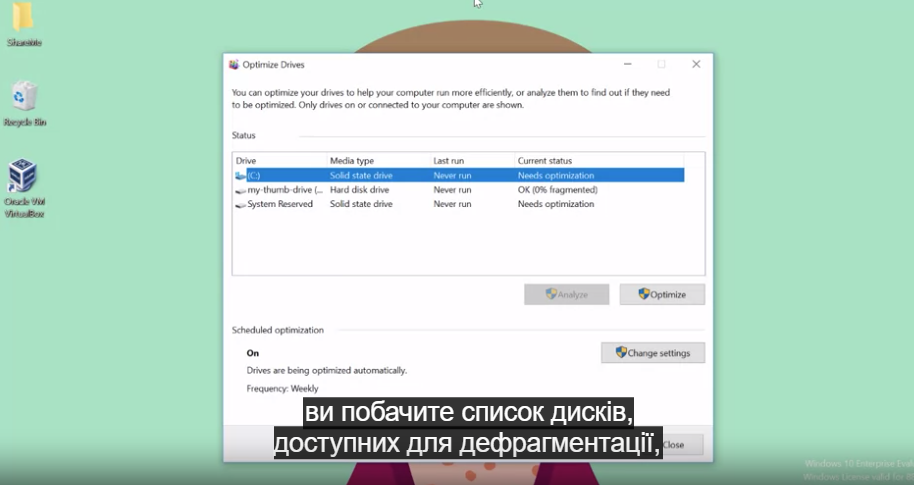 ShareMe
Recycle Bin
Oracle VM
VirtualBox
Optimize Drives
You can optimize your drives to help your computer run more efficiently, or analyze them to find out if they need
to be optimized. Only drives on or connected to your computer are shown.
Status
Drive Media type Last run Current status
(C:) Solid state drive Never run Needs optimization
my-thumb-drive (... Hard disk drive Never run OK (0% fragmented)
System Reserved Solid state drive Never run Needs optimization
Analyze Optimize
Scheduled optimization
On
Change settings
Drives are being optimized automatically.
Frequency: Weekly
ви побачите список дисків,
доступних для дефрагментації,
Close
Windows 10 Enterprise Eval
Windows License valid for